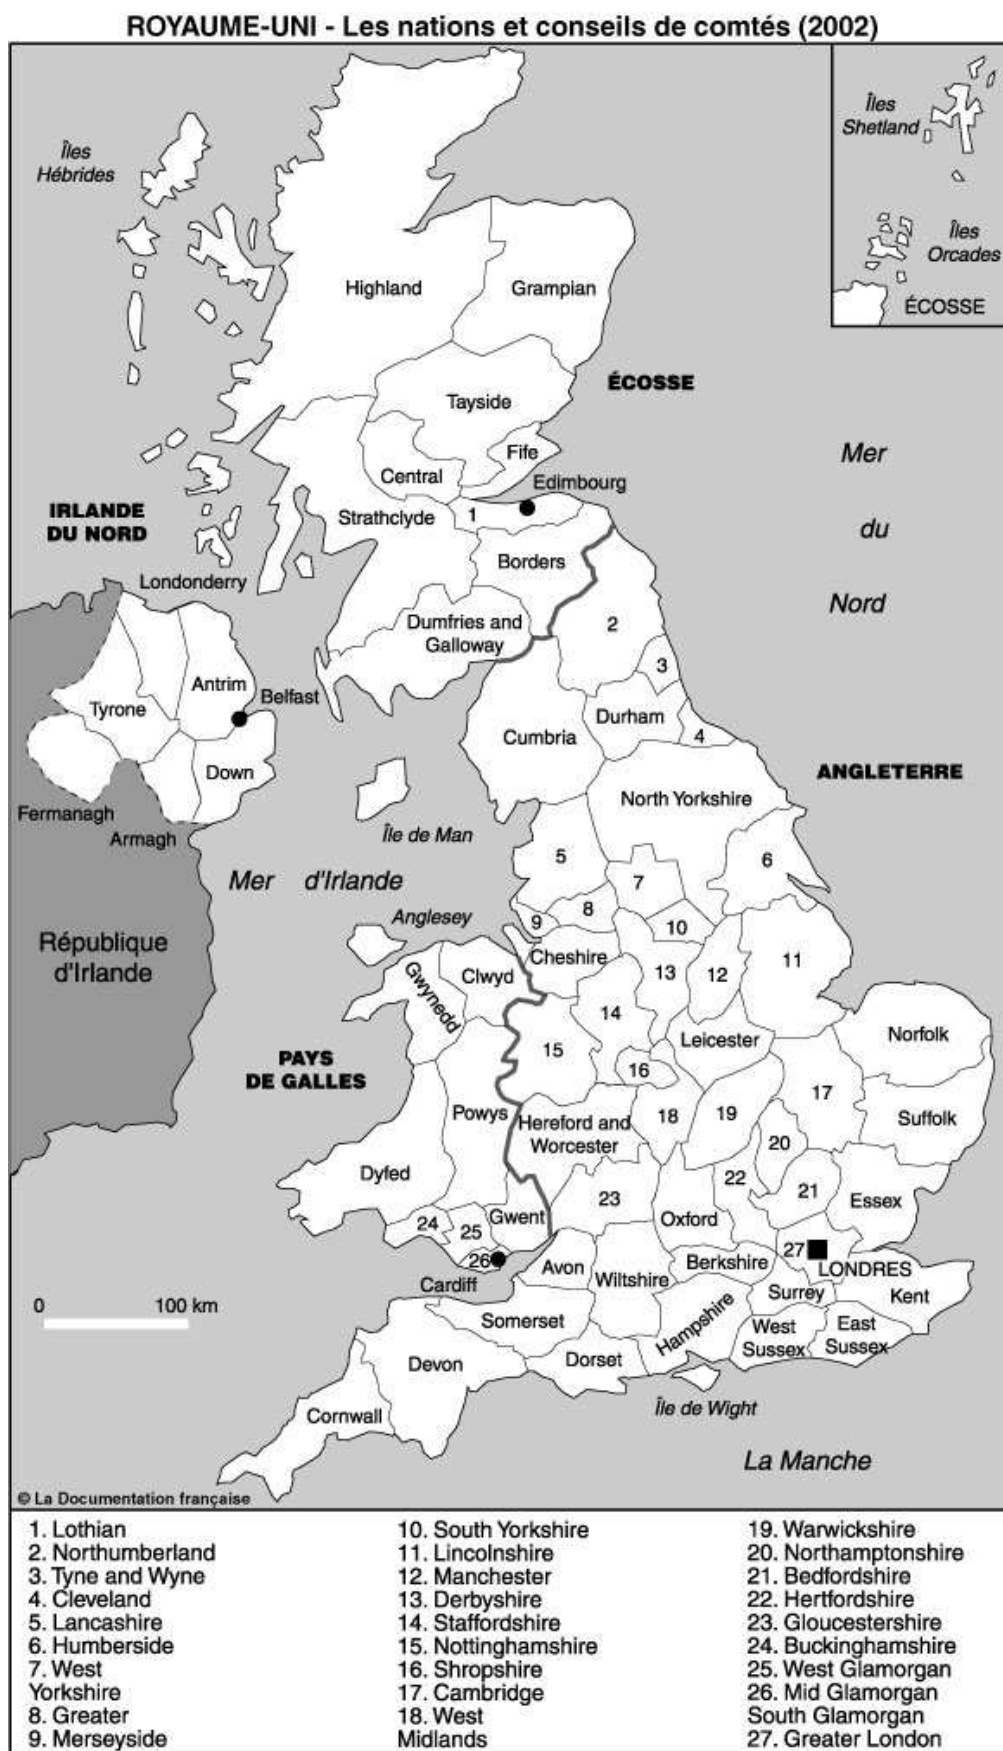 ROYAUME-UNI - Les nations et conseils de comtés (2002)
Îles
Shetland
Îles
Hébrides
Îles
Orcades
ÉCOSSE
Highland
Grampian
ÉCOSSE
Tayside
Mer
Fife
Central
Edimbourg
IRLANDE
DU NORD
Strathclyde
1
du
Borders
Londonderry
Nord
Dumfries and
Galloway
2
3
Antrim
Belfast
Tyrone
Durham
4
Cumbria
Down
ANGLETERRE
North Yorkshire
Fermanagh
Armagh
Île de Man
5
6
Mer d'Irlande
7
8
9
10
Anglesey
République
d'Irlande
Cheshire
11
12
13
Clwyd
Gwynedd
14
Norfolk
Leicester
15
PAYS
DE GALLES
16
17
Powys
Hereford and
Worcester
18
19
Suffolk
20
Dyfed
22
21
23
Essex
24
25
Gwent
Oxford
26
Cardiff
27
LONDRES
Avon
Wiltshire
Berkshire
Surrey
Kent
0 100 km
Somerset
Hampshire
West
Sussex
East
Sussex
Devon
Dorset
Île de Wight
Cornwall
La Manche
© La Documentation française
1. Lothian
2. Northumberland
3. Tyne and Wyne
4. Cleveland
5. Lancashire
6. Humberside
7. West
Yorkshire
8. Greater
9. Merseyside
10. South Yorkshire
11. Lincolnshire
12. Manchester
13. Derbyshire
14. Staffordshire
15. Nottinghamshire
16. Shropshire
17. Cambridge
18. West
Midlands
19. Warwickshire
20. Northamptonshire
21. Bedfordshire
22. Hertfordshire
23. Gloucestershire
24. Buckinghamshire
25. West Glamorgan
26. Mid Glamorgan
South Glamorgan
27. Greater London